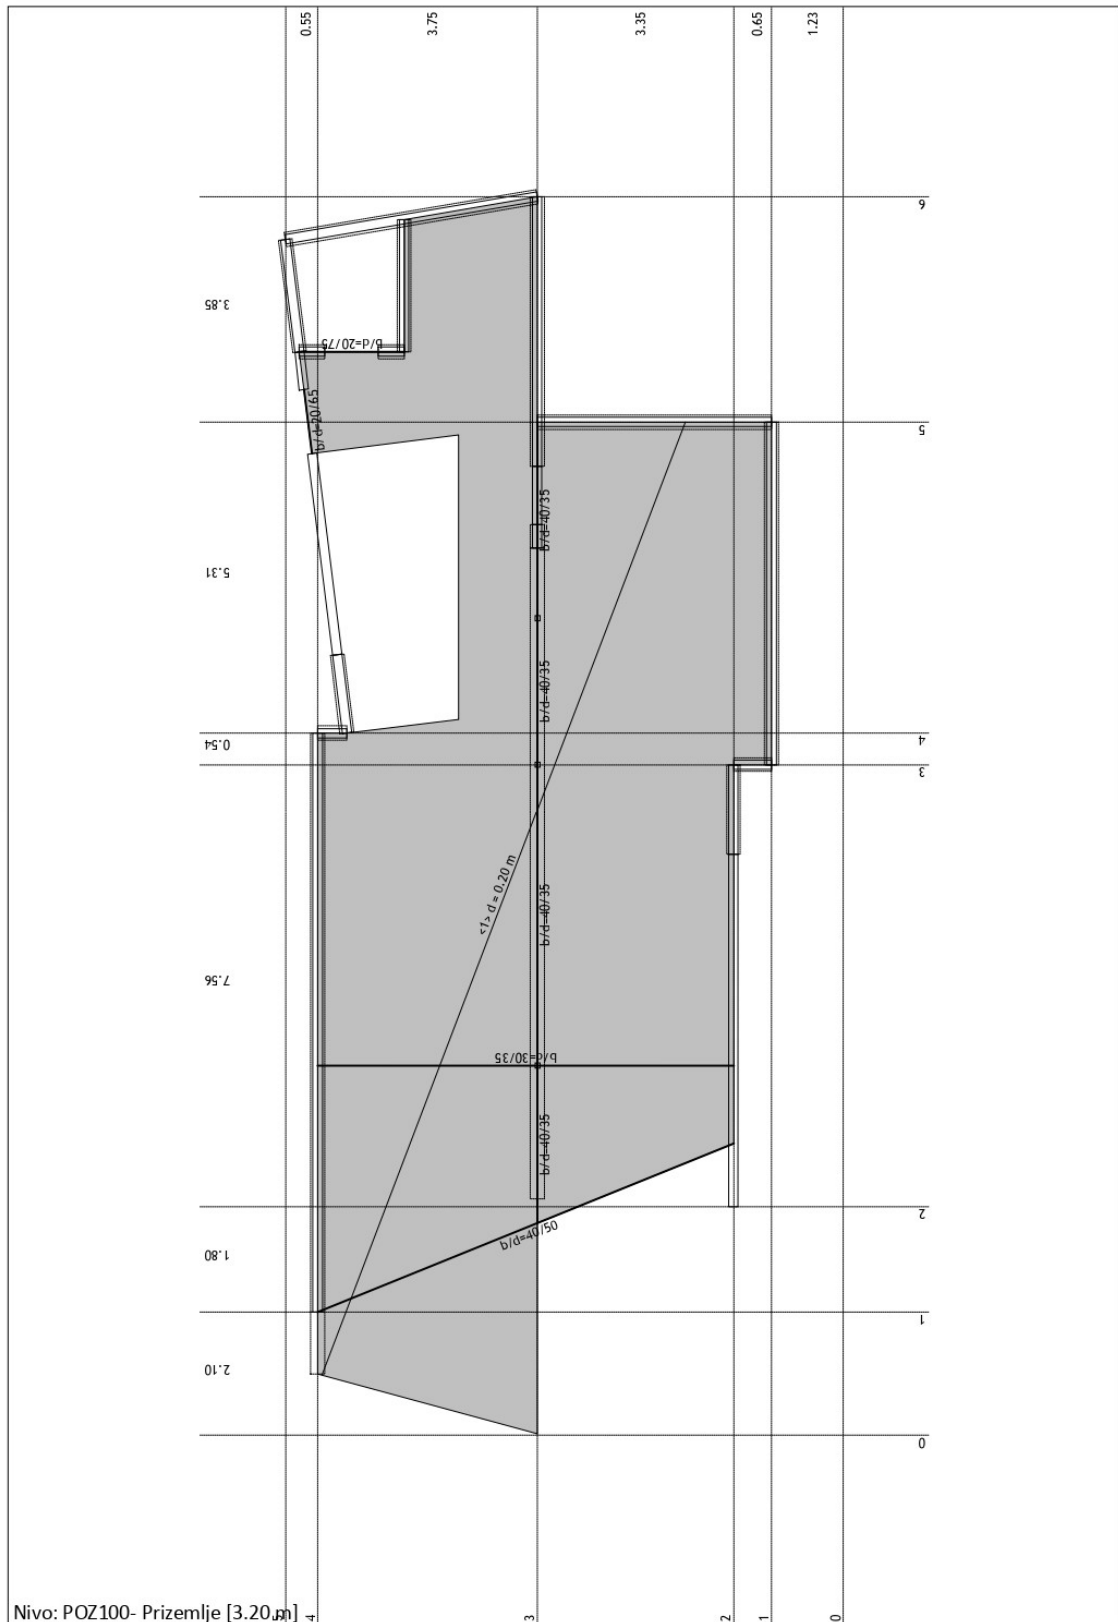 0.55
3.75
3.35
0.65
1.23
6
3.85
b/d=20/75
b/d=20/65
5
b/d=40/35
5.31
b/d=40/35
4
0.54
3
<1> d = 0.20 m
b/d=40/35
7.56
b/d=30/35
b/d=40/35
2
b/d=40/50
1.80
1
2.10
0
Nivo: POZ100- Prizemlje [3.20 m]
5
4
3
2
1
0